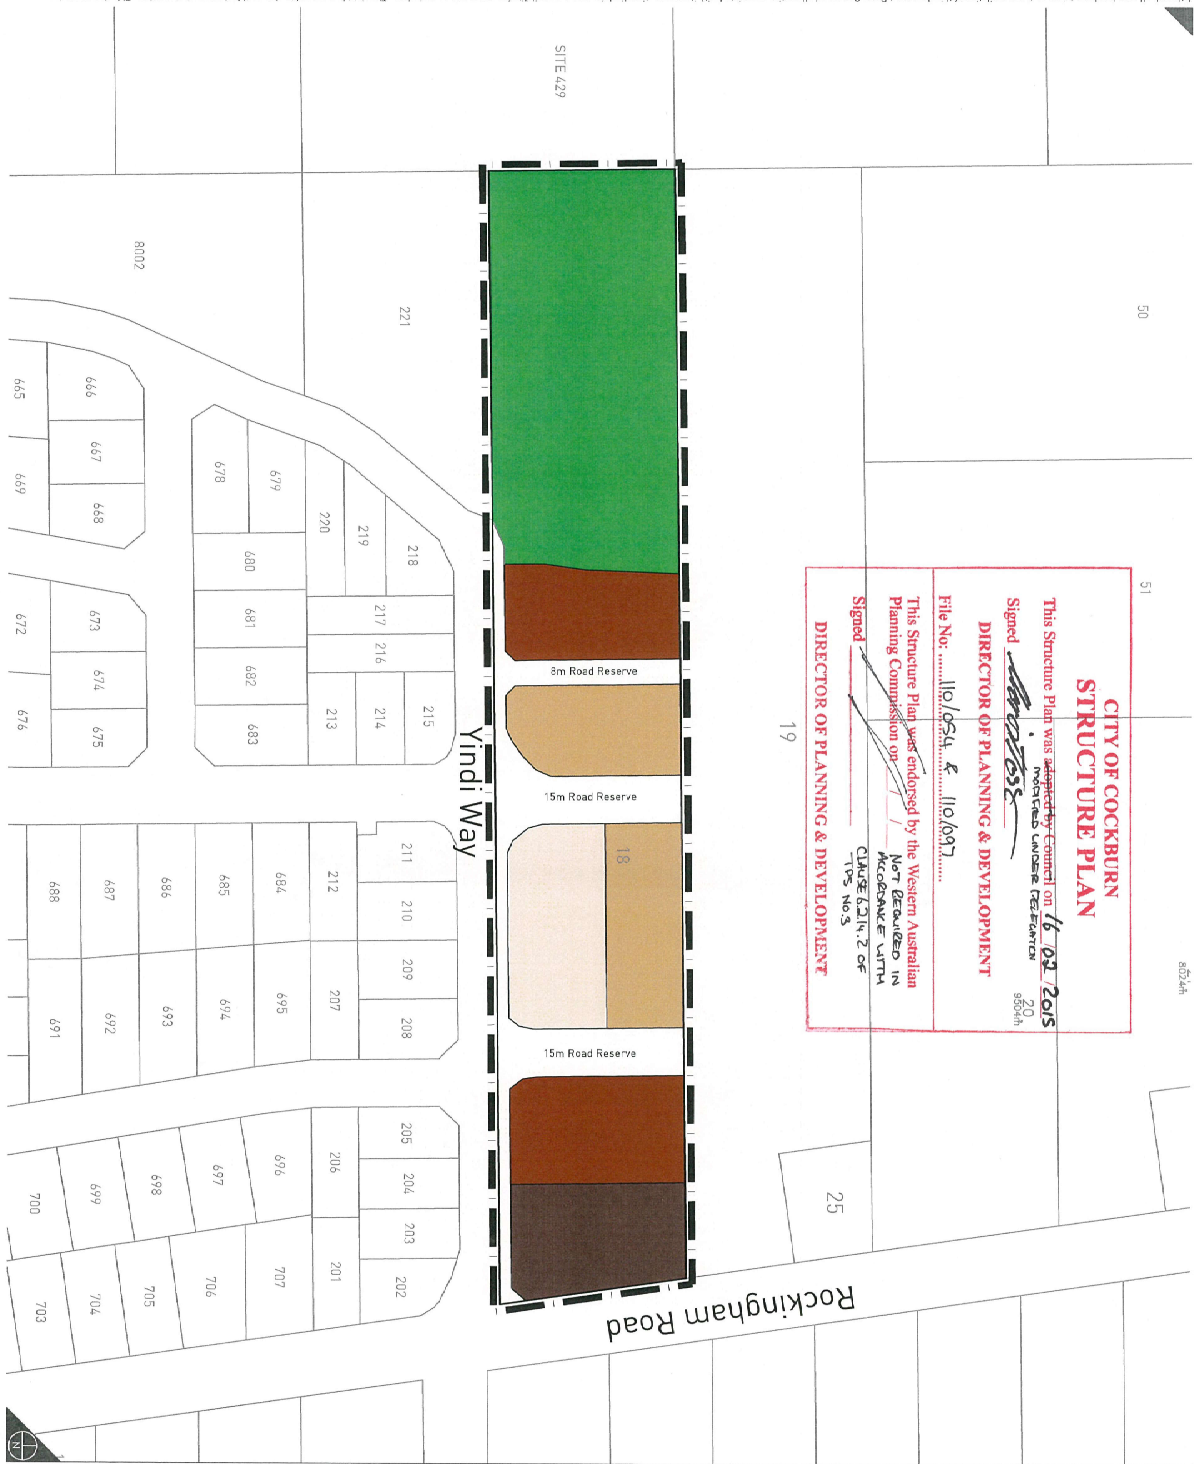 SITE 429
8002
221
50
51
19
20
9504m
8024m
25
18
CITY OF COCKBURN
STRUCTURE PLAN
This Structure Plan was adopted by Council on 16 / 02 / 2015
MODIFIED UNDER DELEGATION
Signed
DIRECTOR OF PLANNING & DEVELOPMENT
File No: 110/054 & 110/097
This Structure Plan was endorsed by the Western Australian
Planning Commission on / /
NOT REQUIRED IN
ACCORDANCE WITH
CLAUSE 6.2.14.2 OF
TPS No.3
Signed
DIRECTOR OF PLANNING & DEVELOPMENT
8m Road Reserve
15m Road Reserve
15m Road Reserve
Yindi Way
Rockingham Road
665
666
667
668
669
678
679
680
681
682
683
220
219
218
217
216
215
214
213
672
673
674
675
676
211
210
209
208
212
207
684
685
686
687
688
695
694
693
692
691
205
204
203
202
206
201
696
697
698
699
700
707
706
705
704
703
N